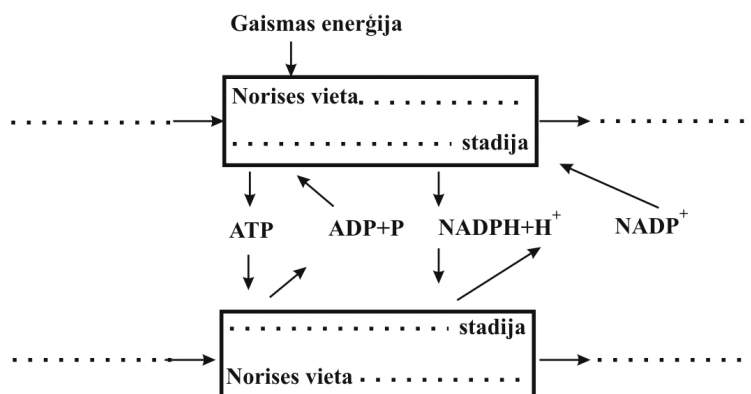 Gaismas enerģija
Norises vieta. . . . . . . . . . . . . .
. . . . . . . . . . . . . . . . . . . . stadija
ATP ADP+P NADPH+H⁺ NADP⁺
. . . . . . . . . . . . . . . . . . . . stadija
Norises vieta . . . . . . . . . . . . . .